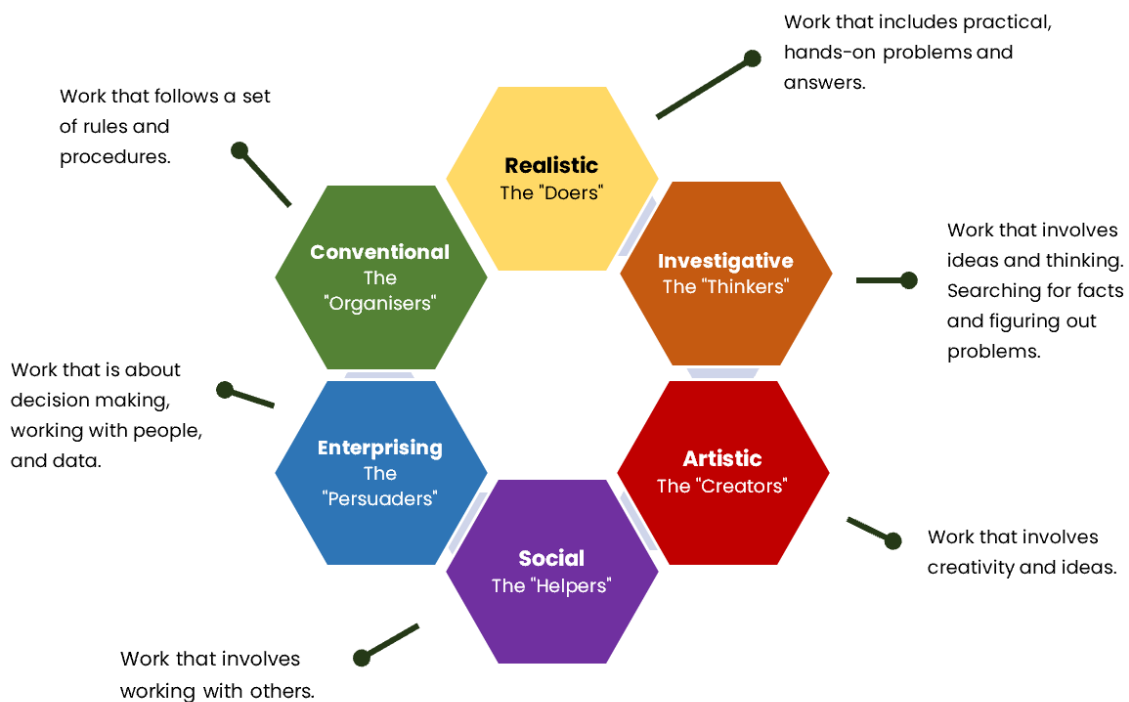 Work that includes practical,
hands-on problems and
answers.
Work that follows a set
of rules and
procedures.
Realistic
The "Doers"
Conventional
The
"Organisers"
Investigative
The "Thinkers"
Work that involves
ideas and thinking.
Searching for facts
and figuring out
problems.
Work that is about
decision making,
working with people,
and data.
Enterprising
The
"Persuaders"
Artistic
The "Creators"
Social
The "Helpers"
Work that involves
creativity and ideas.
Work that involves
working with others.